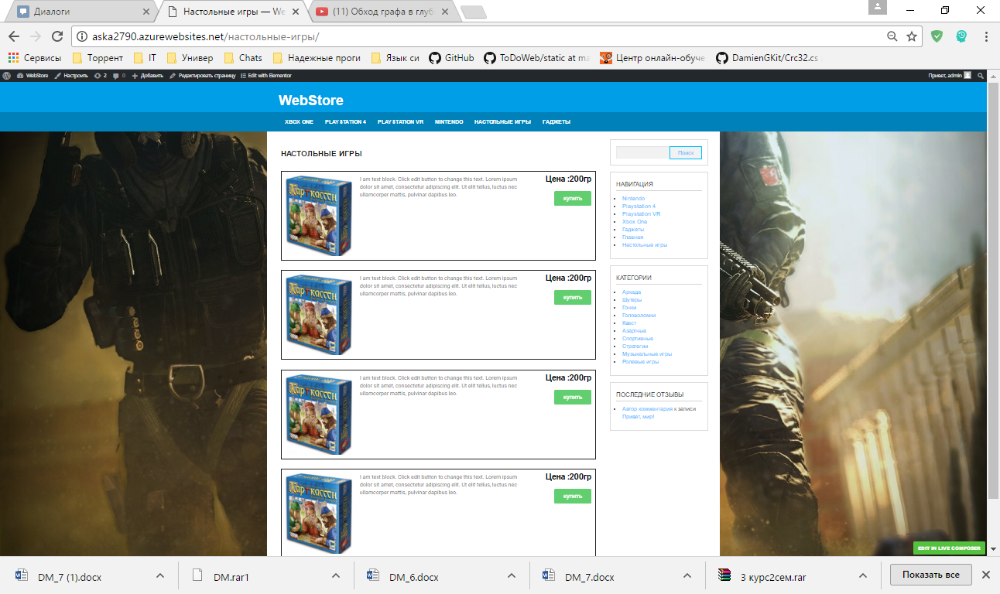 Диалоги
Настольные игры — We
(11) Обход графа в глуб
aska2790.azurewebsites.net/настольные-игры/
Сервисы Торрент IT Универ Chats Надежные проги Язык си GitHub ToDoWeb/static at ma Центр онлайн-обуче DamienGKit/Crc32.cs
WebStore Настроить 2 0 Добавить Редактировать страницу Edit with Elementor Привет, admin
WebStore
XBOX ONE PLAYSTATION 4 PLAYSTATION VR NINTENDO НАСТОЛЬНЫЕ ИГРЫ ГАДЖЕТЫ
НАСТОЛЬНЫЕ ИГРЫ
Каркассон
I am text block. Click edit button to change this text. Lorem ipsum
dolor sit amet, consectetur adipiscing elit. Ut elit tellus, luctus nec
ullamcorper mattis, pulvinar dapibus leo.
Цена :200гр
купить
Каркассон
I am text block. Click edit button to change this text. Lorem ipsum
dolor sit amet, consectetur adipiscing elit. Ut elit tellus, luctus nec
ullamcorper mattis, pulvinar dapibus leo.
Цена :200гр
купить
Каркассон
I am text block. Click edit button to change this text. Lorem ipsum
dolor sit amet, consectetur adipiscing elit. Ut elit tellus, luctus nec
ullamcorper mattis, pulvinar dapibus leo.
Цена :200гр
купить
Каркассон
I am text block. Click edit button to change this text. Lorem ipsum
dolor sit amet, consectetur adipiscing elit. Ut elit tellus, luctus nec
ullamcorper mattis, pulvinar dapibus leo.
Цена :200гр
купить
Поиск
НАВИГАЦИЯ
Nintendo
Playstation 4
Playstation VR
Xbox One
Гаджеты
Главная
Настольные игры
КАТЕГОРИИ
Аркада
Шутеры
Гонки
Головоломки
Квест
Азартные
Спортивные
Стратегии
Музыкальные игры
Ролевые игры
ПОСЛЕДНИЕ ОТЗЫВЫ
Автор комментария к записи
Привет, мир!
EDIT IN LIVE COMPOSER
DM_7 (1).docx DM.rar1 DM_6.docx DM_7.docx 3 курс2сем.rar Показать все